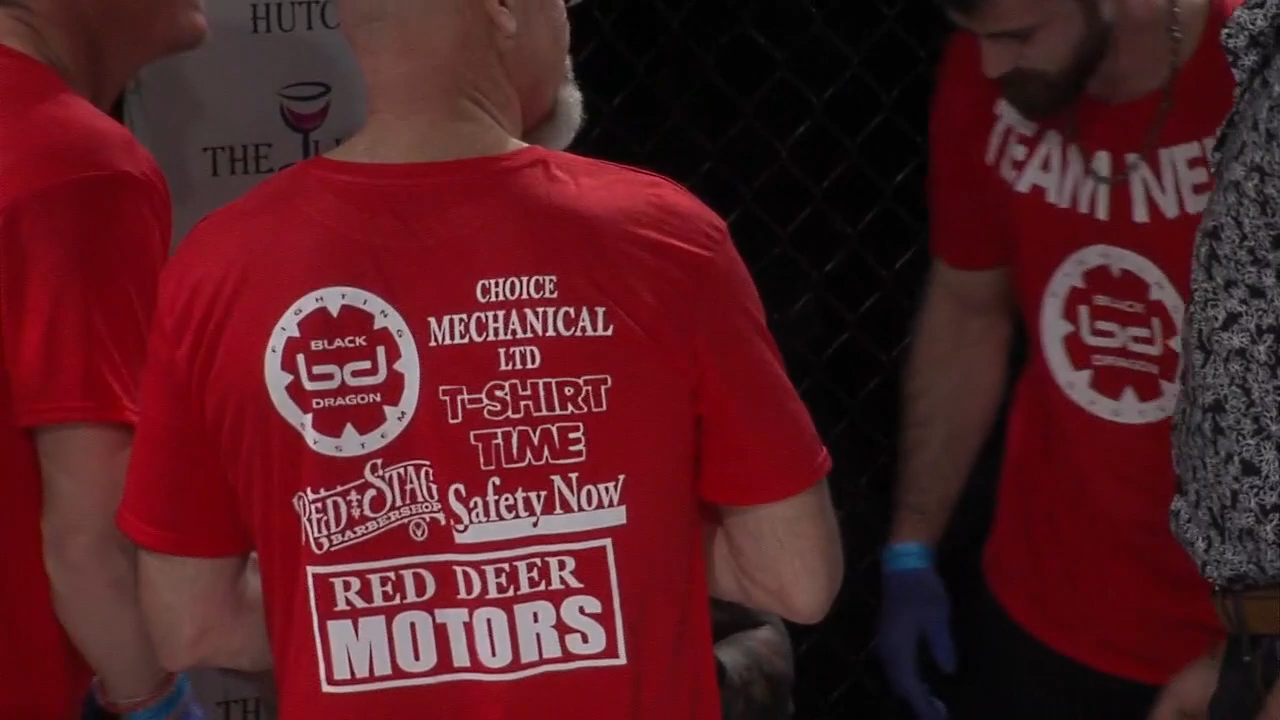 HUTC
THE
FIGHTING
BLACK
bd
DRAGON
SYSTEM
CHOICE
MECHANICAL
LTD
T-SHIRT
TIME
RED STAG
BARBERSHOP
Safety Now
RED DEER
MOTORS
TEAM NE
BLACK
bd
DRAGON
TH